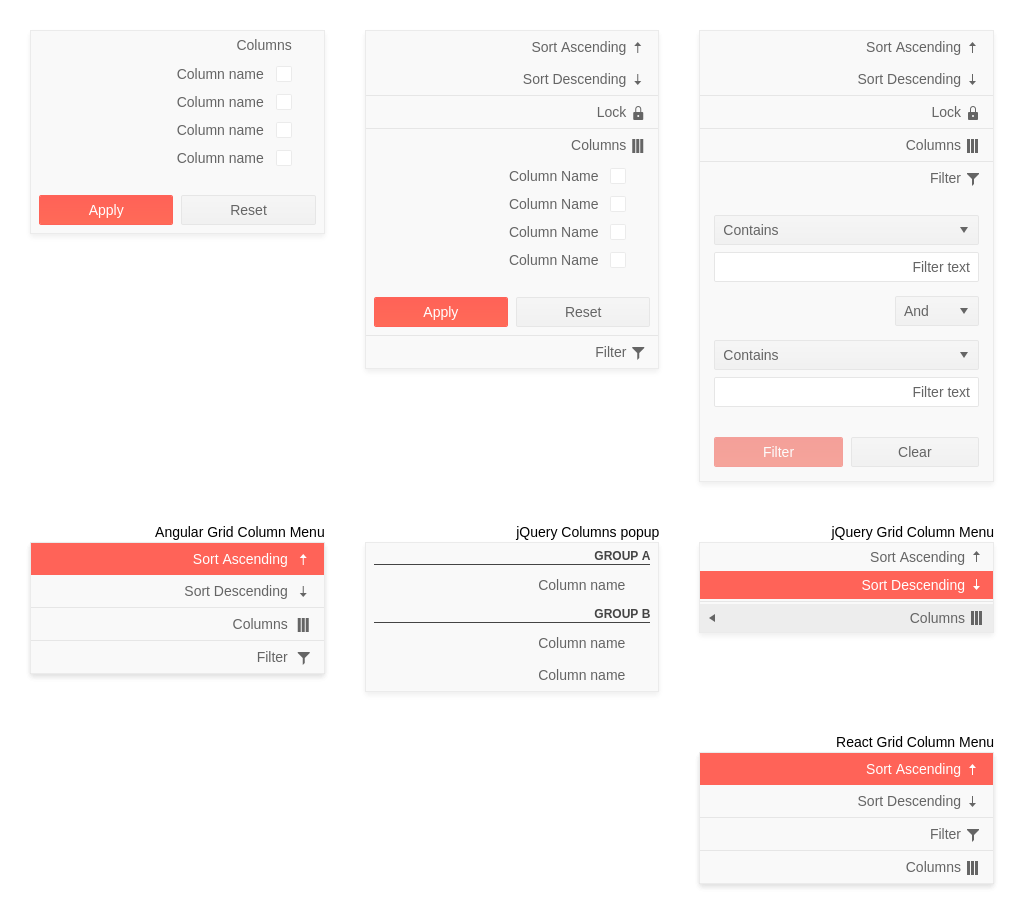 Columns
Column name
Column name
Column name
Column name
Apply Reset
Sort Ascending
Sort Descending
Lock
Columns
Column Name
Column Name
Column Name
Column Name
Apply Reset
Filter
Sort Ascending
Sort Descending
Lock
Columns
Filter
Contains
Filter text
And
Contains
Filter text
Filter Clear
Angular Grid Column Menu
Sort Ascending
Sort Descending
Columns
Filter
jQuery Columns popup
GROUP A
Column name
GROUP B
Column name
Column name
jQuery Grid Column Menu
Sort Ascending
Sort Descending
Columns
React Grid Column Menu
Sort Ascending
Sort Descending
Filter
Columns